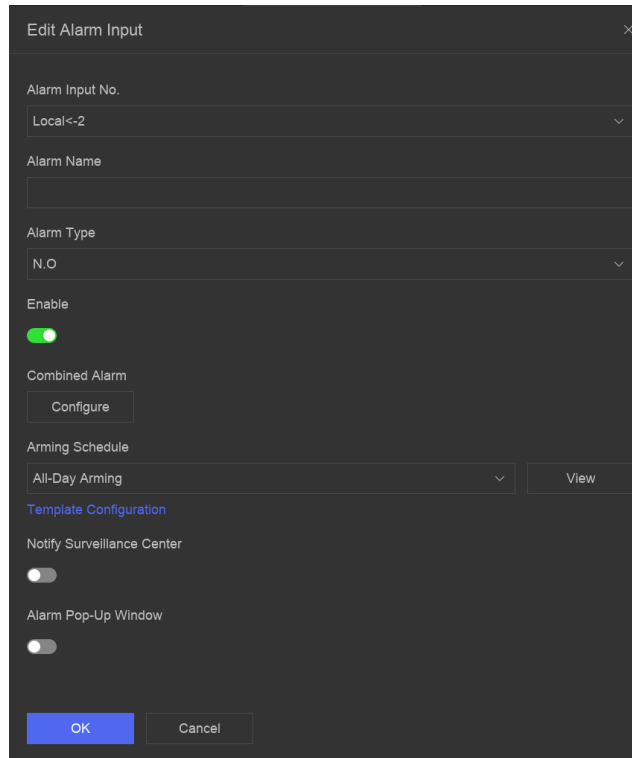 Edit Alarm Input
Alarm Input No.
Local<-2
Alarm Name
Alarm Type
N.O
Enable
Combined Alarm
Configure
Arming Schedule
All-Day Arming
View
Template Configuration
Notify Surveillance Center
Alarm Pop-Up Window
OK
Cancel